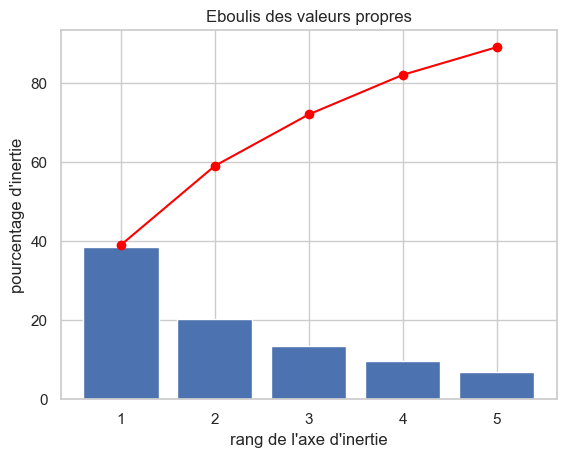 Eboulis des valeurs propres
pourcentage d'inertie
80
60
40
20
0
1 2 3 4 5
rang de l'axe d'inertie